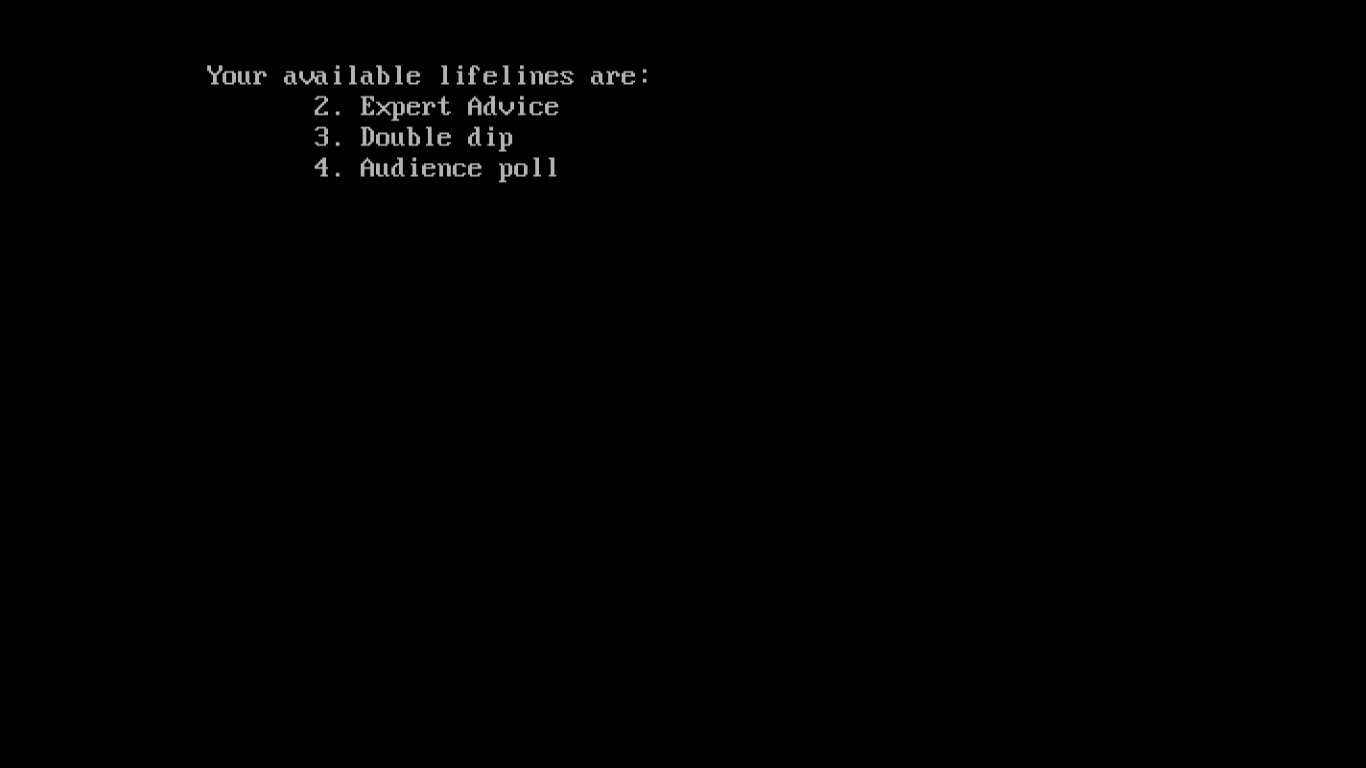 Your available lifelines are:
2. Expert Advice
3. Double dip
4. Audience poll